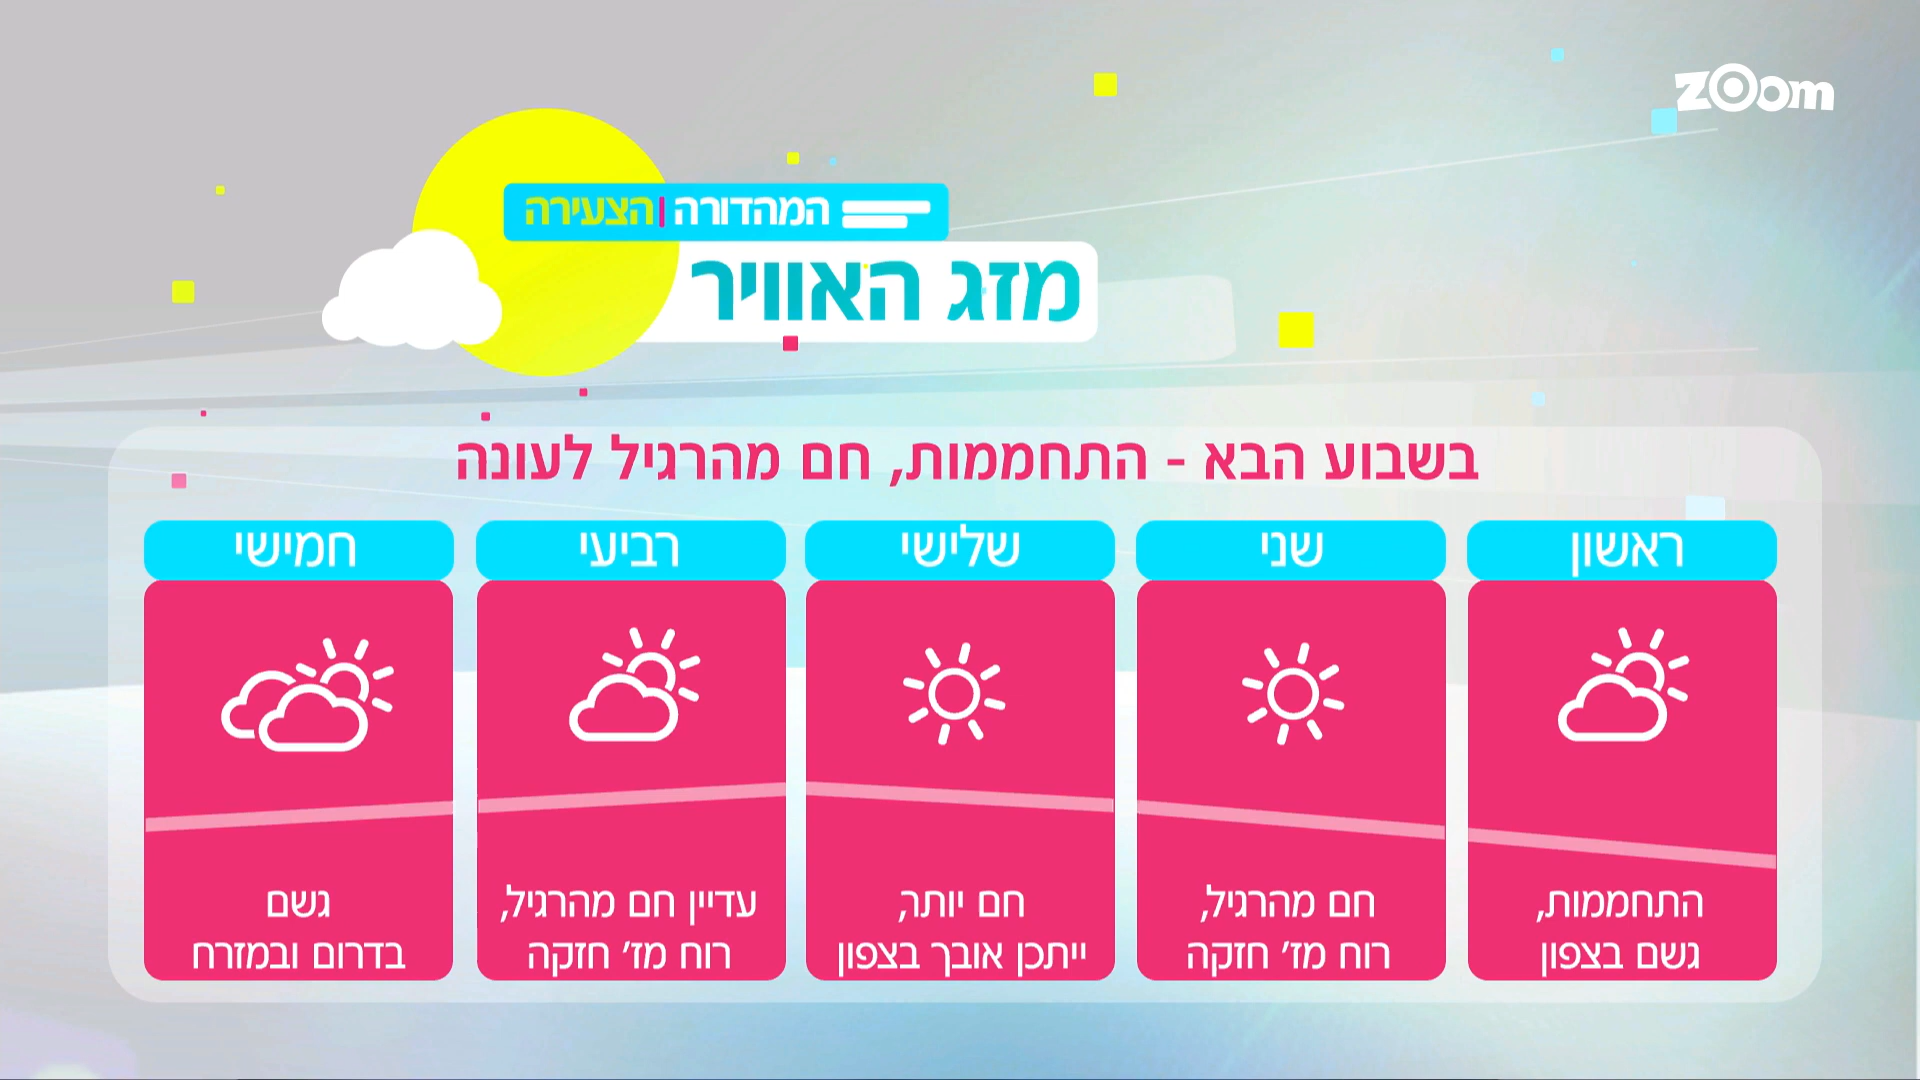 zoom
המהדורה | הצעירה
מזג האוויר
בשבוע הבא - התחממות, חם מהרגיל לעונה
ראשון
התחממות,
גשם בצפון
שני
חם מהרגיל,
רוח מז' חזקה
שלישי
חם יותר,
ייתכן אובך בצפון
רביעי
עדיין חם מהרגיל,
רוח מז' חזקה
חמישי
גשם
בדרום ובמזרח